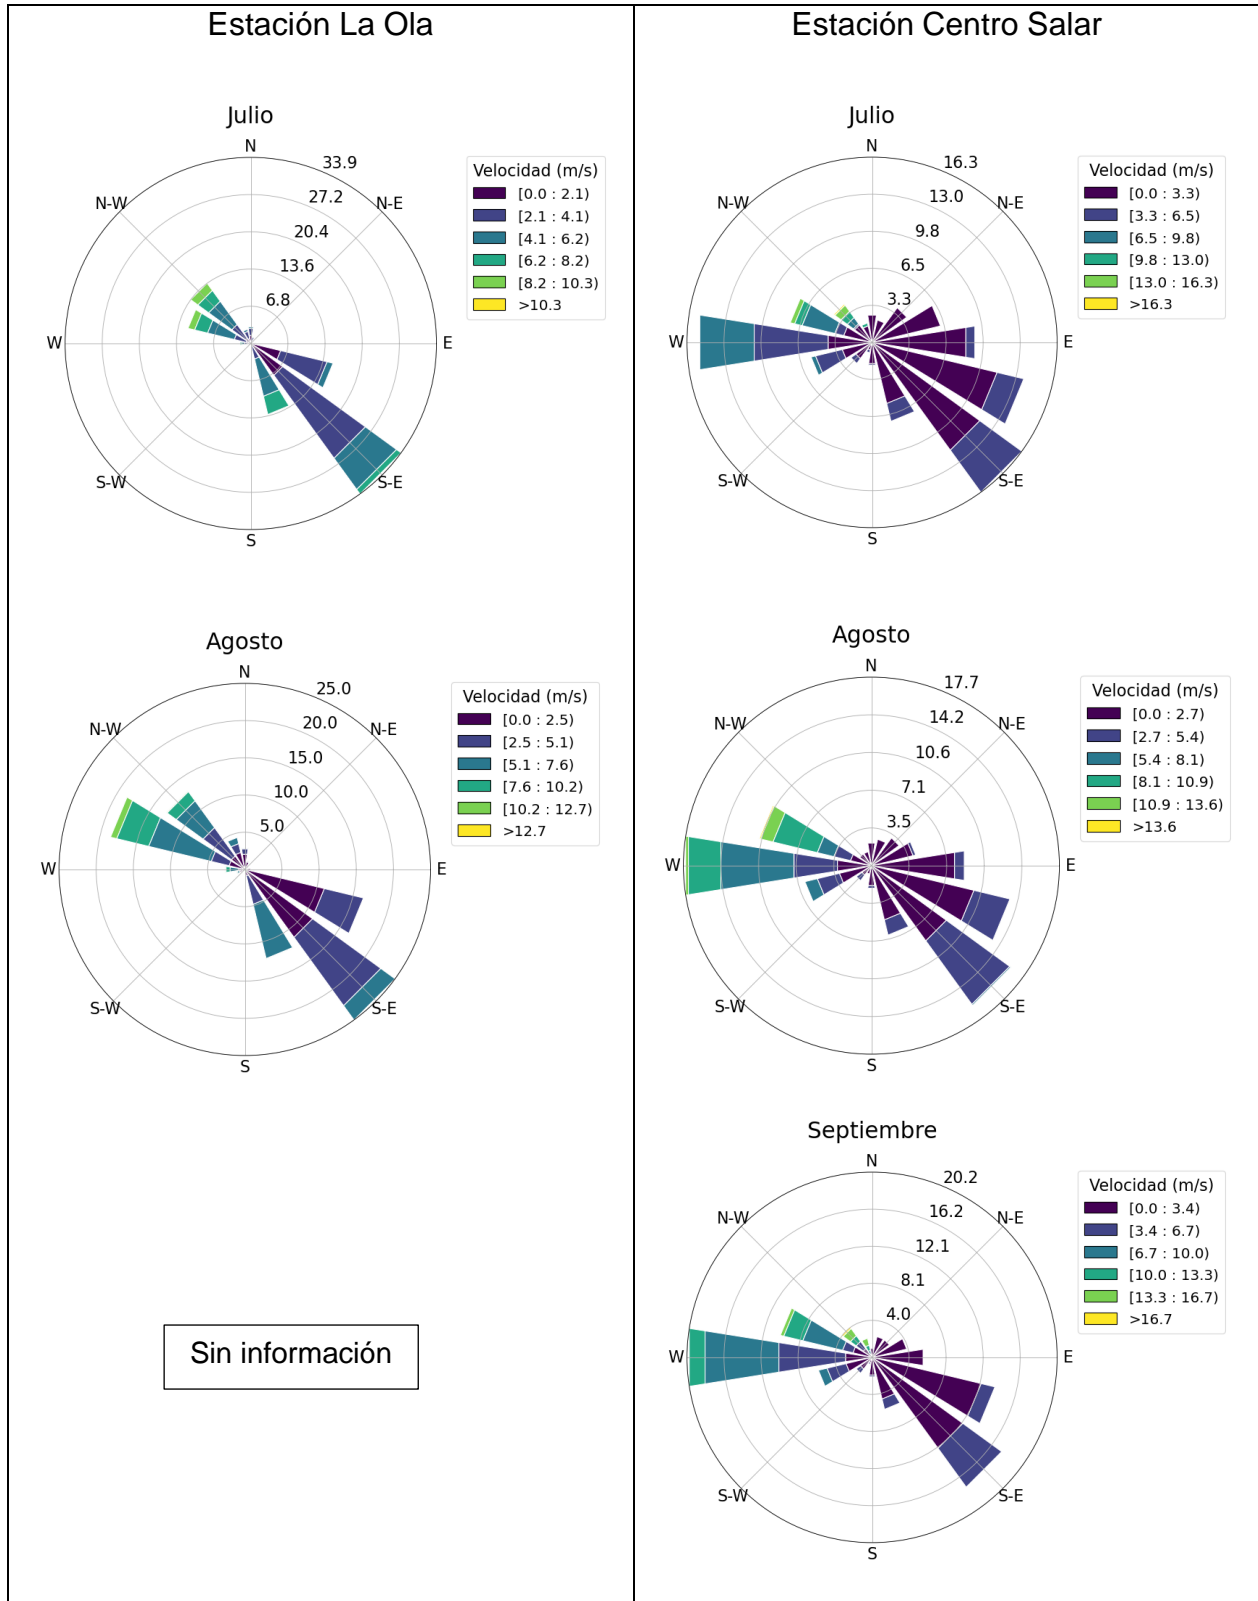 Estación La Ola
Estación Centro Salar
Julio
N
N-E
E
S-E
S
S-W
W
N-W
6.8
13.6
20.4
27.2
33.9
Velocidad (m/s)
[0.0 : 2.1)
[2.1 : 4.1)
[4.1 : 6.2)
[6.2 : 8.2)
[8.2 : 10.3)
>10.3
Julio
N
N-E
E
S-E
S
S-W
W
N-W
3.3
6.5
9.8
13.0
16.3
Velocidad (m/s)
[0.0 : 3.3)
[3.3 : 6.5)
[6.5 : 9.8)
[9.8 : 13.0)
[13.0 : 16.3)
>16.3
Agosto
N
N-E
E
S-E
S
S-W
W
N-W
5.0
10.0
15.0
20.0
25.0
Velocidad (m/s)
[0.0 : 2.5)
[2.5 : 5.1)
[5.1 : 7.6)
[7.6 : 10.2)
[10.2 : 12.7)
>12.7
Agosto
N
N-E
E
S-E
S
S-W
W
N-W
3.5
7.1
10.6
14.2
17.7
Velocidad (m/s)
[0.0 : 2.7)
[2.7 : 5.4)
[5.4 : 8.1)
[8.1 : 10.9)
[10.9 : 13.6)
>13.6
Sin información
Septiembre
N
N-E
E
S-E
S
S-W
W
N-W
4.0
8.1
12.1
16.2
20.2
Velocidad (m/s)
[0.0 : 3.4)
[3.4 : 6.7)
[6.7 : 10.0)
[10.0 : 13.3)
[13.3 : 16.7)
>16.7